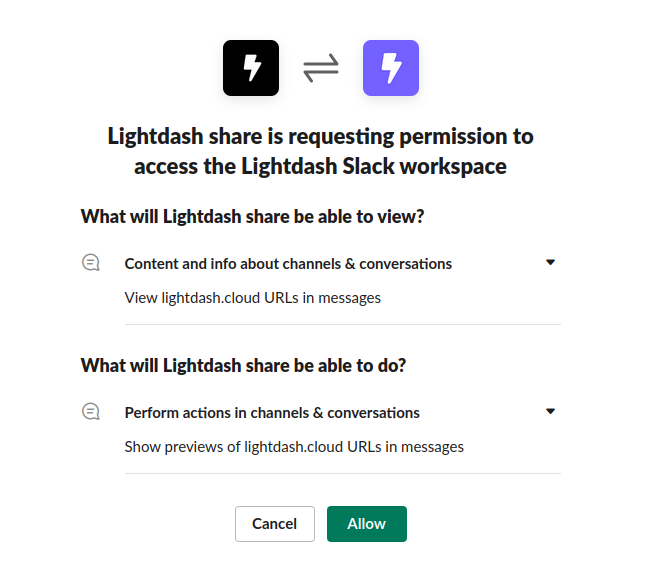 Lightdash share is requesting permission to
access the Lightdash Slack workspace
What will Lightdash share be able to view?
Content and info about channels & conversations
View lightdash.cloud URLs in messages
What will Lightdash share be able to do?
Perform actions in channels & conversations
Show previews of lightdash.cloud URLs in messages
Cancel Allow